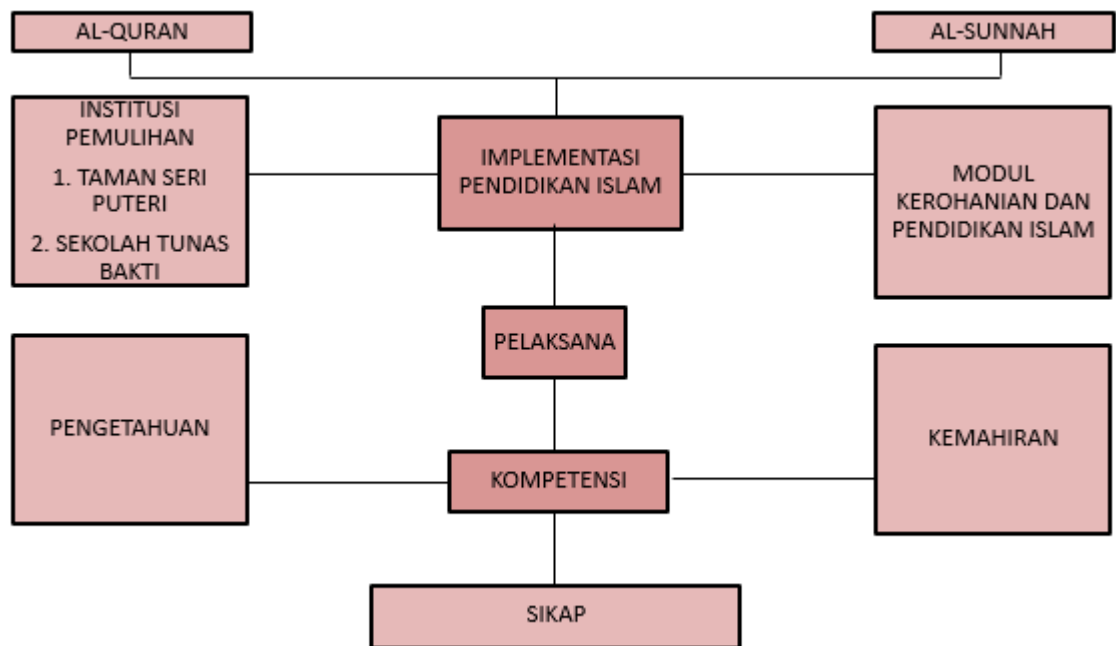 AL-QURAN
AL-SUNNAH
INSTITUSI
PEMULIHAN
1. TAMAN SERI
PUTERI
2. SEKOLAH TUNAS
BAKTI
IMPLEMENTASI
PENDIDIKAN ISLAM
MODUL
KEROHANIAN DAN
PENDIDIKAN ISLAM
PELAKSANA
PENGETAHUAN
KEMAHIRAN
KOMPETENSI
SIKAP